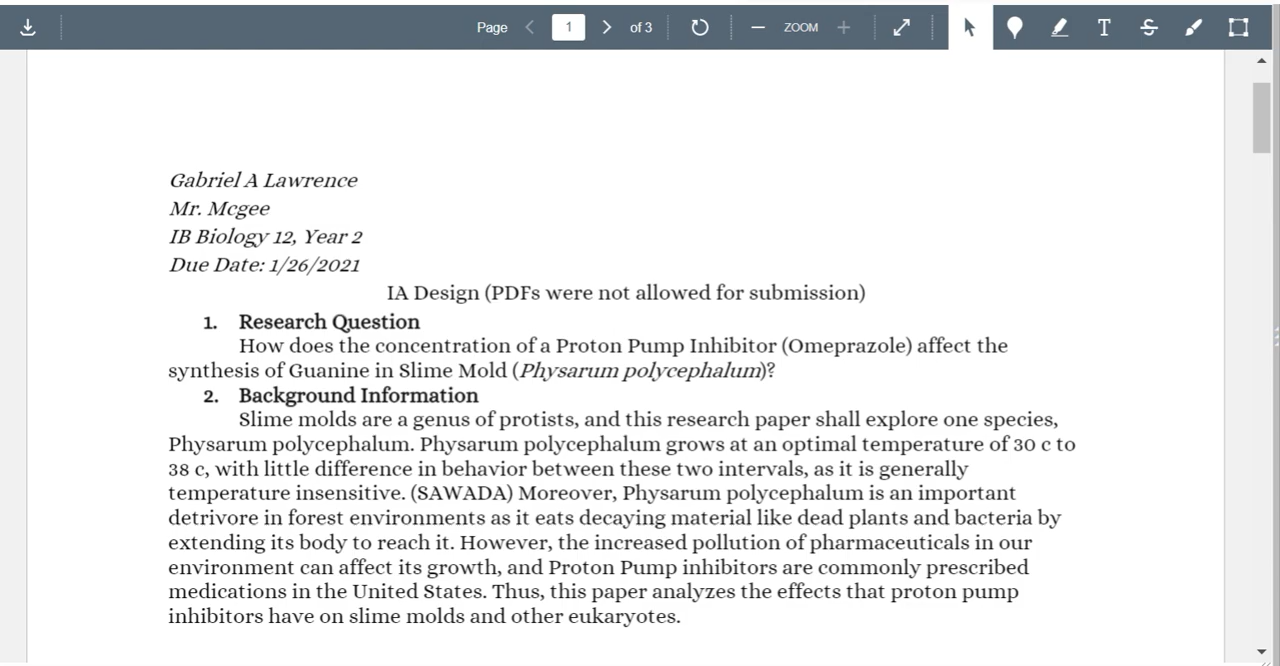 Page 1 of 3 ZOOM T S
Gabriel A Lawrence
Mr. Mcgee
IB Biology 12, Year 2
Due Date: 1/26/2021
IA Design (PDFs were not allowed for submission)
1. Research Question
How does the concentration of a Proton Pump Inhibitor (Omeprazole) affect the
synthesis of Guanine in Slime Mold (Physarum polycephalum)?
2. Background Information
Slime molds are a genus of protists, and this research paper shall explore one species,
Physarum polycephalum. Physarum polycephalum grows at an optimal temperature of 30 c to
38 c, with little difference in behavior between these two intervals, as it is generally
temperature insensitive. (SAWADA) Moreover, Physarum polycephalum is an important
detrivore in forest environments as it eats decaying material like dead plants and bacteria by
extending its body to reach it. However, the increased pollution of pharmaceuticals in our
environment can affect its growth, and Proton Pump inhibitors are commonly prescribed
medications in the United States. Thus, this paper analyzes the effects that proton pump
inhibitors have on slime molds and other eukaryotes.